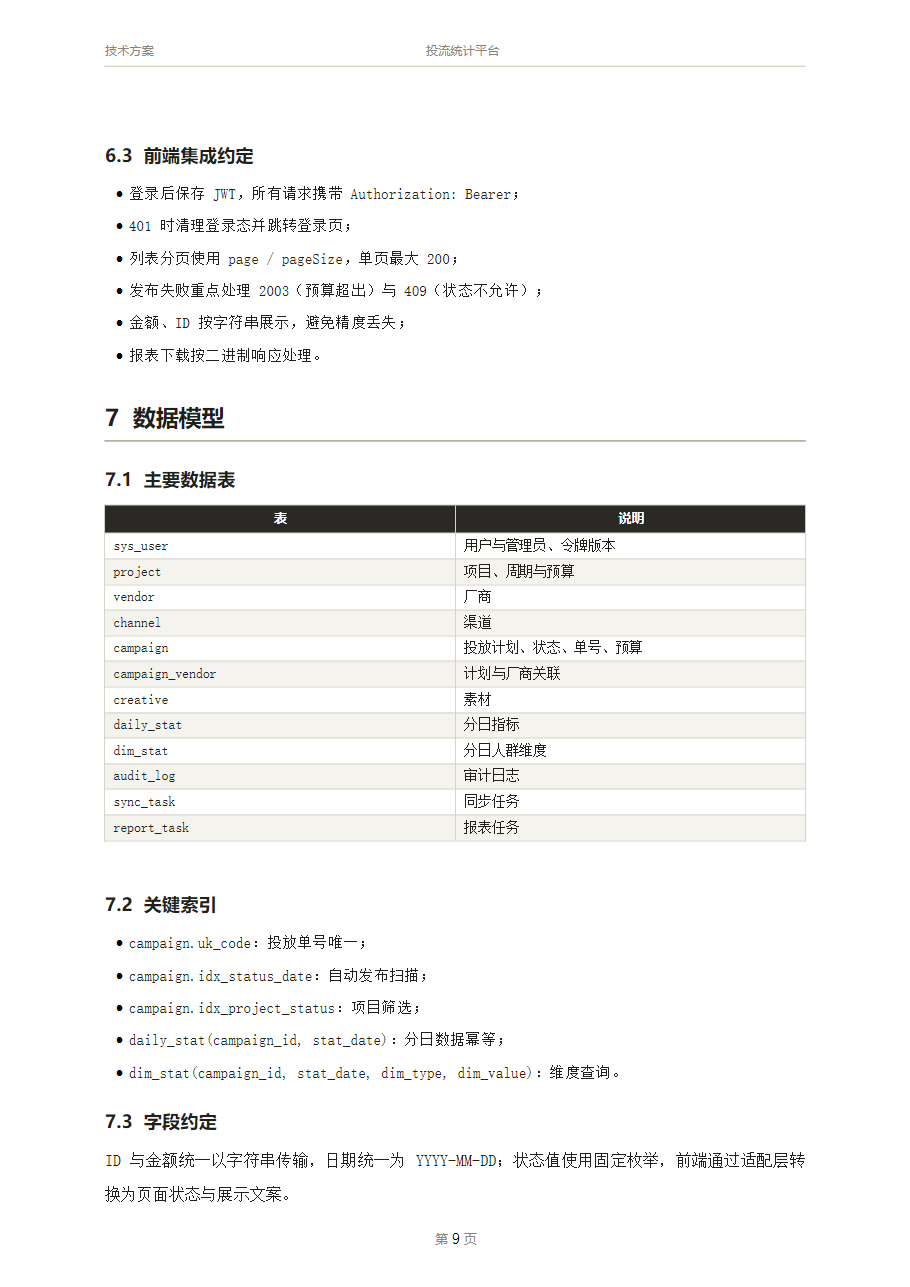 技术方案 投流统计平台
6.3 前端集成约定
● 登录后保存 JWT，所有请求携带 Authorization: Bearer；
● 401 时清理登录态并跳转登录页；
● 列表分页使用 page / pageSize，单页最大 200；
● 发布失败重点处理 2003（预算超出）与 409（状态不允许）；
● 金额、ID 按字符串展示，避免精度丢失；
● 报表下载按二进制响应处理。
7 数据模型
7.1 主要数据表
表 说明
sys_user 用户与管理员、令牌版本
project 项目、周期与预算
vendor 厂商
channel 渠道
campaign 投放计划、状态、单号、预算
campaign_vendor 计划与厂商关联
creative 素材
daily_stat 分日指标
dim_stat 分日人群维度
audit_log 审计日志
sync_task 同步任务
report_task 报表任务
7.2 关键索引
● campaign.uk_code：投放单号唯一；
● campaign.idx_status_date：自动发布扫描；
● campaign.idx_project_status：项目筛选；
● daily_stat(campaign_id, stat_date)：分日数据幂等；
● dim_stat(campaign_id, stat_date, dim_type, dim_value)：维度查询。
7.3 字段约定
ID 与金额统一以字符串传输，日期统一为 YYYY-MM-DD；状态值使用固定枚举，前端通过适配层转
换为页面状态与展示文案。
第 9 页